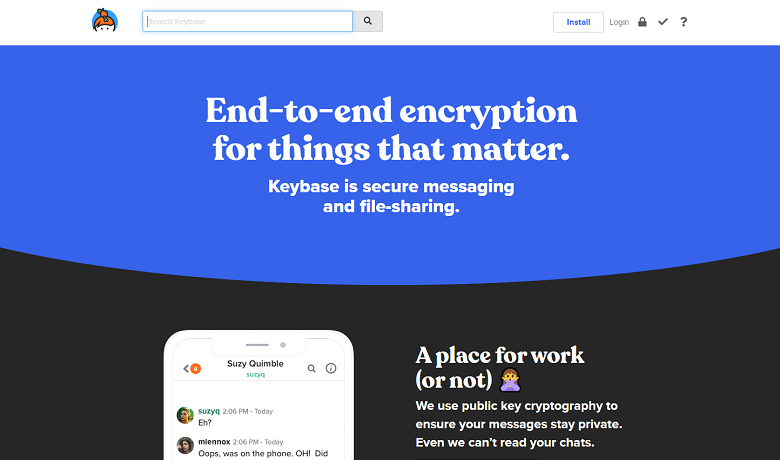 Search Keybase
Install
Login
?
End-to-end encryption
for things that matter.
Keybase is secure messaging
and file-sharing.
4
Suzy Quimble
suzyq
suzyq 2:06 PM - Today
Eh?
mlennox 2:06 PM - Today
Oops, was on the phone. OH! Did
A place for work
(or not)
We use public key cryptography to
ensure your messages stay private.
Even we can't read your chats.